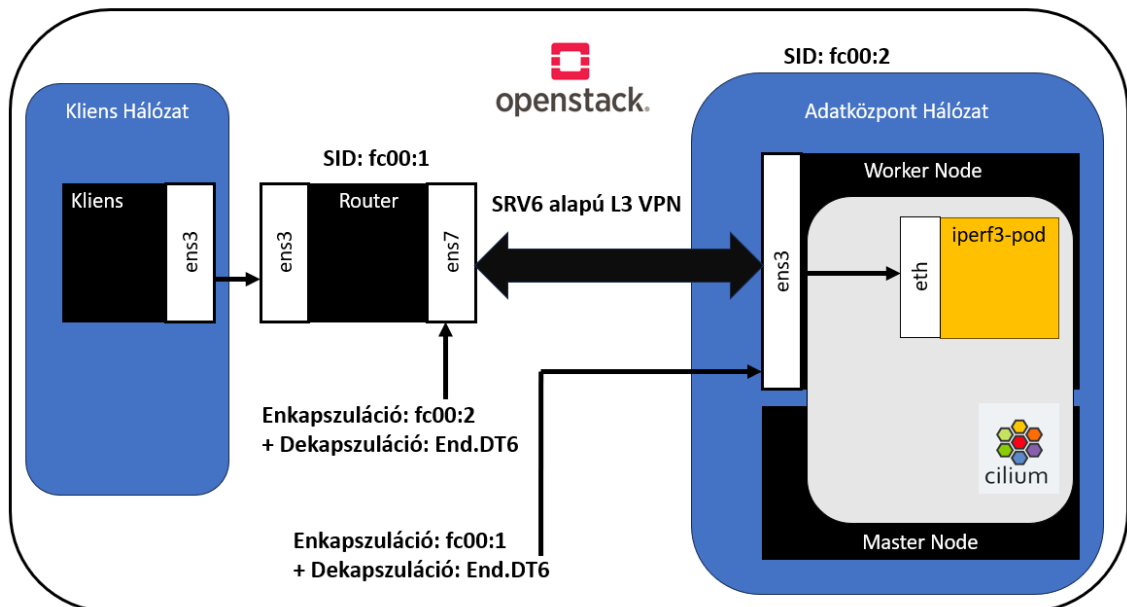 openstack.
SID: fc00:2
Kliens Hálózat
Adatközpont Hálózat
SID: fc00:1
Kliens
ens3
ens3
Router
ens7
SRV6 alapú L3 VPN
ens3
Worker Node
eth
iperf3-pod
Enkapszuláció: fc00:2
+ Dekapszuláció: End.DT6
cilium
Enkapszuláció: fc00:1
+ Dekapszuláció: End.DT6
Master Node